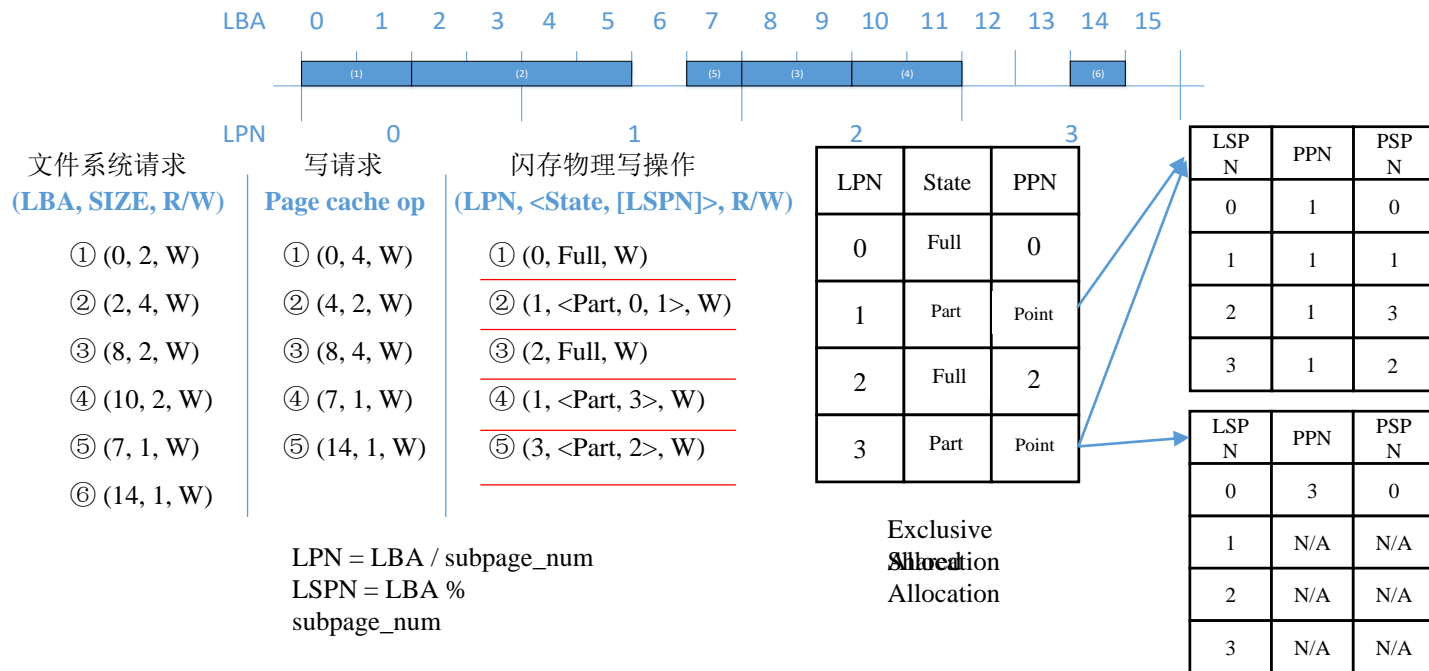 LBA 0 1 2 3 4 5 6 7 8 9 10 11 12 13 14 15
(1) (2) (5) (3) (4) (6)
LPN 0 1 2 3
文件系统请求
(LBA, SIZE, R/W)
① (0, 2, W)
② (2, 4, W)
③ (8, 2, W)
④ (10, 2, W)
⑤ (7, 1, W)
⑥ (14, 1, W)
写请求
Page cache op
① (0, 4, W)
② (4, 2, W)
③ (8, 4, W)
④ (7, 1, W)
⑤ (14, 1, W)
闪存物理写操作
(LPN, <State, [LSPN]>, R/W)
① (0, Full, W)
② (1, <Part, 0, 1>, W)
③ (2, Full, W)
④ (1, <Part, 3>, W)
⑤ (3, <Part, 2>, W)
LPN = LBA / subpage_num
LSPN = LBA %
subpage_num
LPN State PPN
0 Full 0
1 Part Point
2 Full 2
3 Part Point
Exclusive
Allocation
Shared
Allocation
LSP
N
PPN
PSP
N
0 1 0
1 1 1
2 1 3
3 1 2
LSP
N
PPN
PSP
N
0 3 0
1 N/A N/A
2 N/A N/A
3 N/A N/A